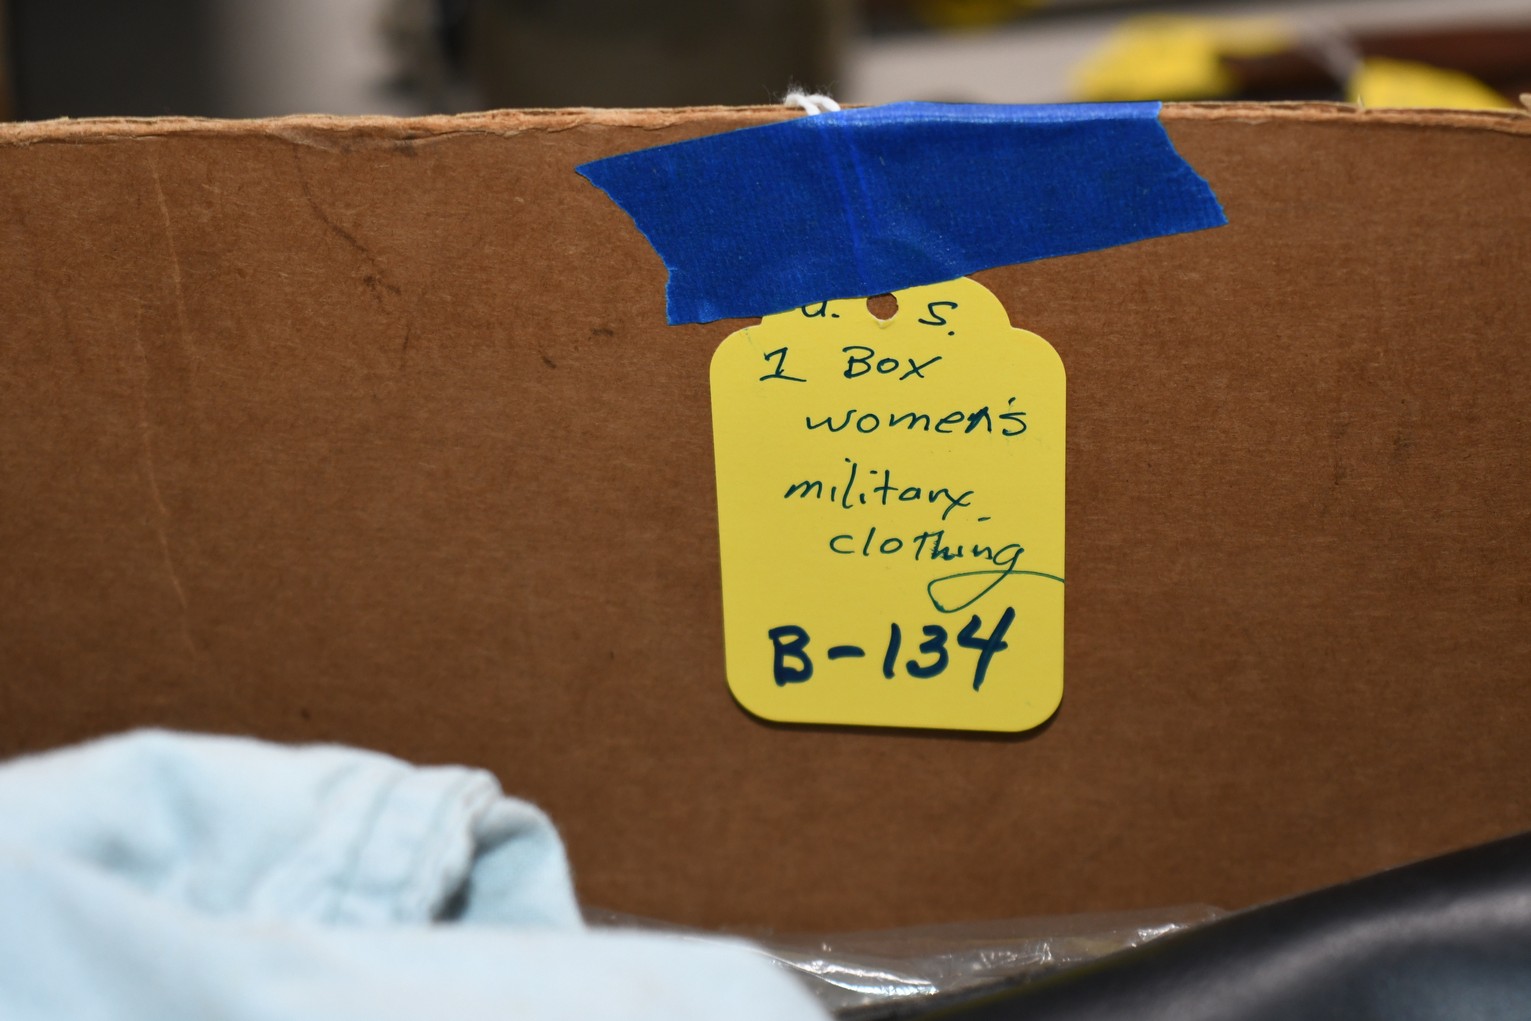 U. S.
1 Box
women's
military
clothing
B-134